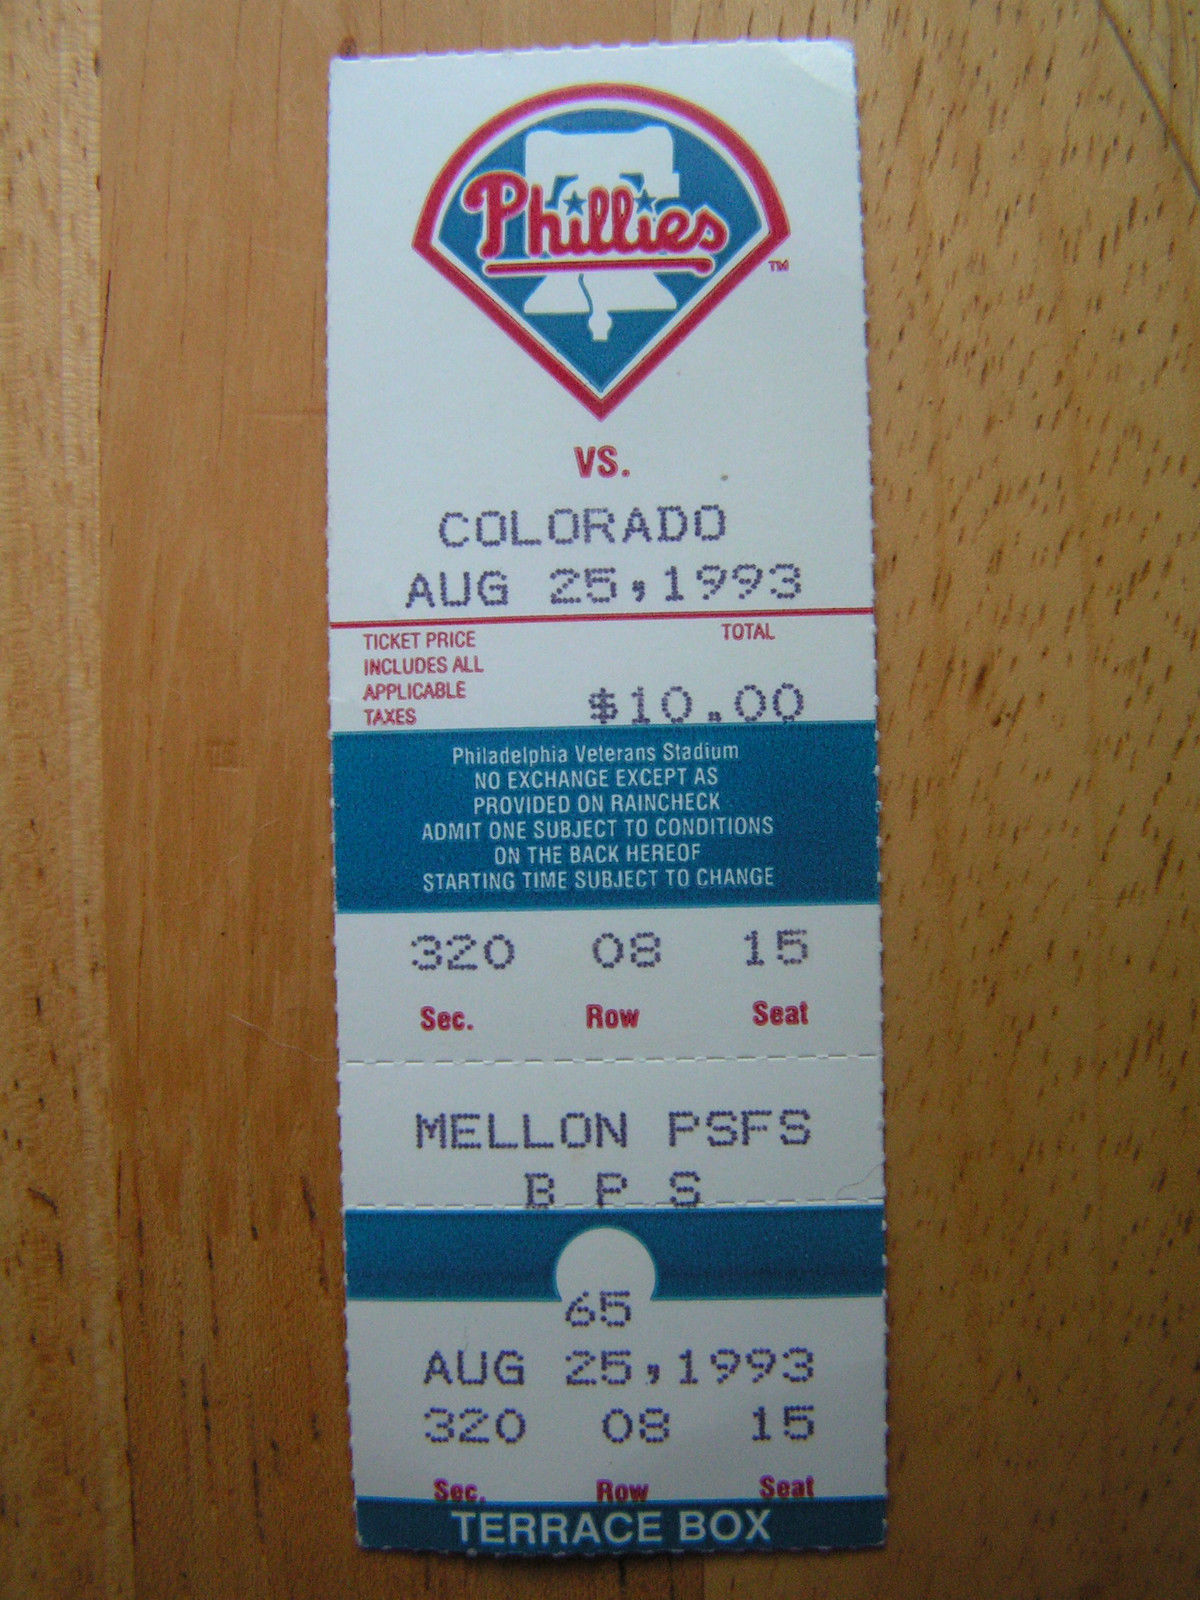 Phillies
TM
VS.
COLORADO
AUG 25,1993
TICKET PRICE
INCLUDES ALL
APPLICABLE
TAXES
TOTAL
$10.00
Philadelphia Veterans Stadium
NO EXCHANGE EXCEPT AS
PROVIDED ON RAINCHECK
ADMIT ONE SUBJECT TO CONDITIONS
ON THE BACK HEREOF
STARTING TIME SUBJECT TO CHANGE
320 08 15
Sec. Row Seat
MELLON PSFS
B P S
65
AUG 25,1993
320 08 15
Sec. Row Seat
TERRACE BOX